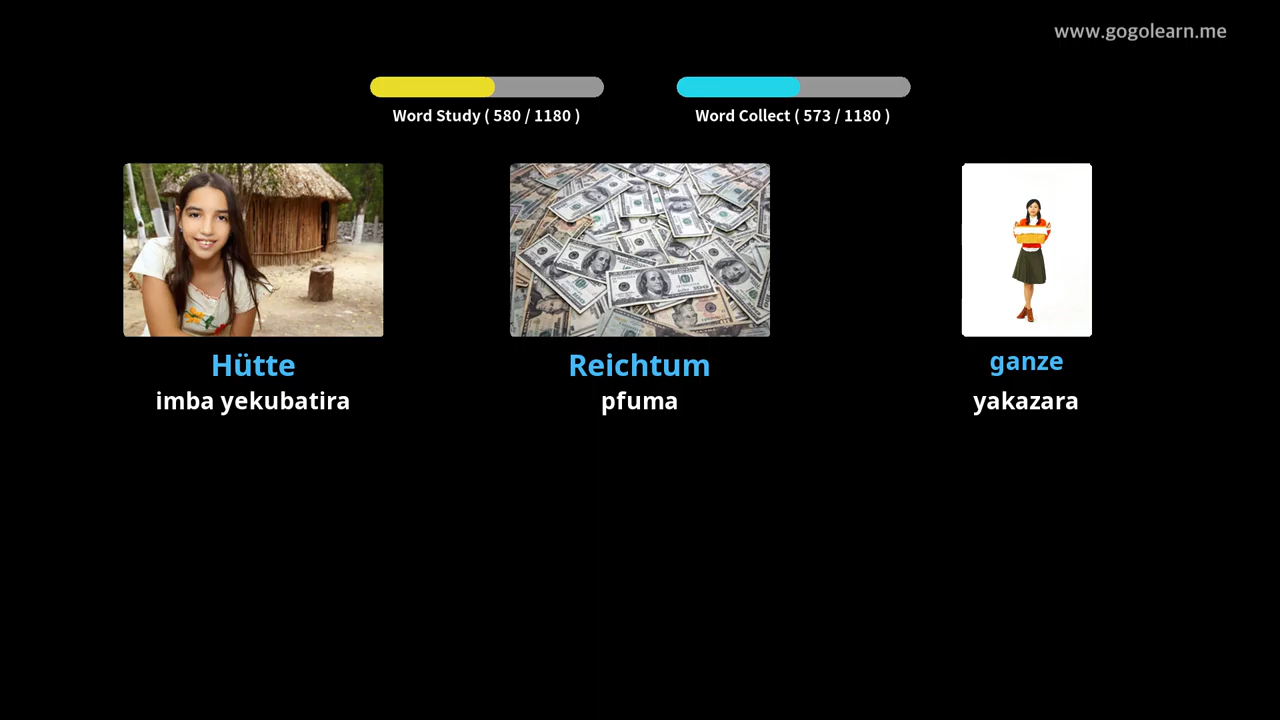 www.gogolearn.me
Word Study ( 580 / 1180 )
Word Collect ( 573 / 1180 )
Hütte
Reichtum
ganze
imba yekubatira
pfuma
yakazara